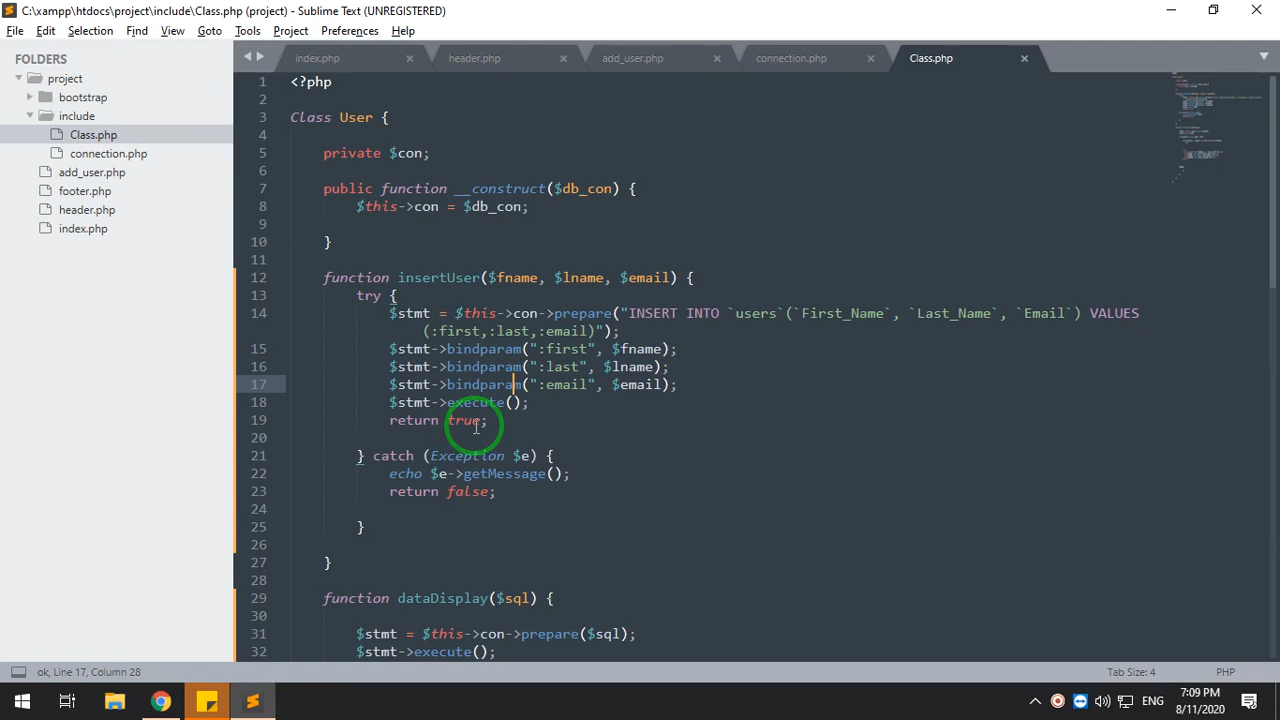 C:\xampp\htdocs\project\include\Class.php (project) - Sublime Text (UNREGISTERED)
File Edit Selection Find View Goto Tools Project Preferences Help
FOLDERS
project
bootstrap
include
Class.php
connection.php
add_user.php
footer.php
header.php
index.php
index.php header.php add_user.php connection.php Class.php
1 <?php
2
3 Class User {
4
5 private $con;
6
7 public function __construct($db_con) {
8 $this->con = $db_con;
9
10 }
11
12 function insertUser($fname, $lname, $email) {
13 try {
14 $stmt = $this->con->prepare("INSERT INTO `users`(`First_Name`, `Last_Name`, `Email`) VALUES
(:first,:last,:email)");
15 $stmt->bindparam(":first", $fname);
16 $stmt->bindparam(":last", $lname);
17 $stmt->bindparam(":email", $email);
18 $stmt->execute();
19 return true;
20
21 } catch (Exception $e) {
22 echo $e->getMessage();
23 return false;
24
25 }
26
27 }
28
29 function dataDisplay($sql) {
30
31 $stmt = $this->con->prepare($sql);
32 $stmt->execute();
ok, Line 17, Column 28 Tab Size: 4 PHP
ENG
7:09 PM
8/11/2020